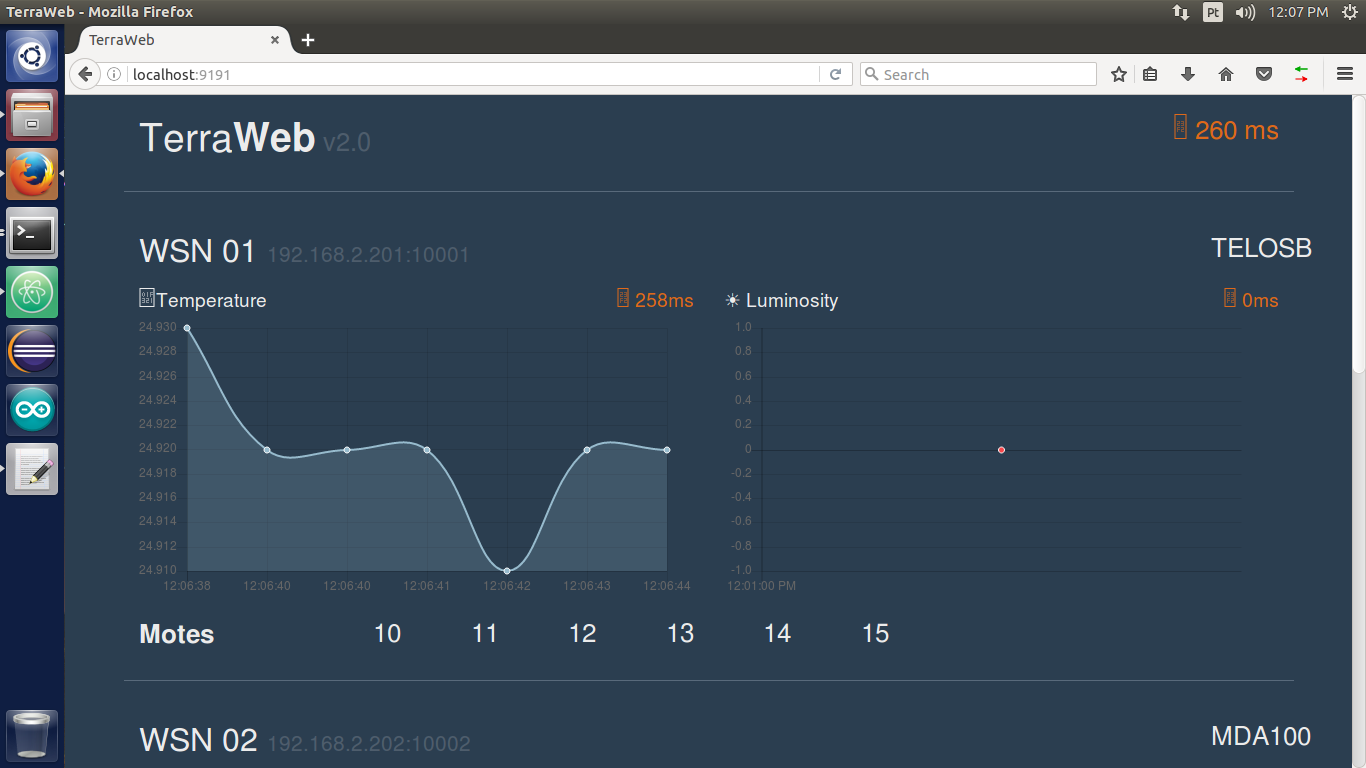 TerraWeb - Mozilla Firefox
Pt
12:07 PM
TerraWeb
localhost:9191
Search
TerraWeb v2.0
260 ms
WSN 01 192.168.2.201:10001
TELOSB
Temperature
258ms
Luminosity
0ms
24.930
24.928
24.926
24.924
24.922
24.920
24.918
24.916
24.914
24.912
24.910
12:06:38 12:06:40 12:06:40 12:06:41 12:06:42 12:06:43 12:06:44
1.0
0.8
0.6
0.4
0.2
0
-0.2
-0.4
-0.6
-0.8
-1.0
12:01:00 PM
Motes 10 11 12 13 14 15
WSN 02 192.168.2.202:10002
MDA100